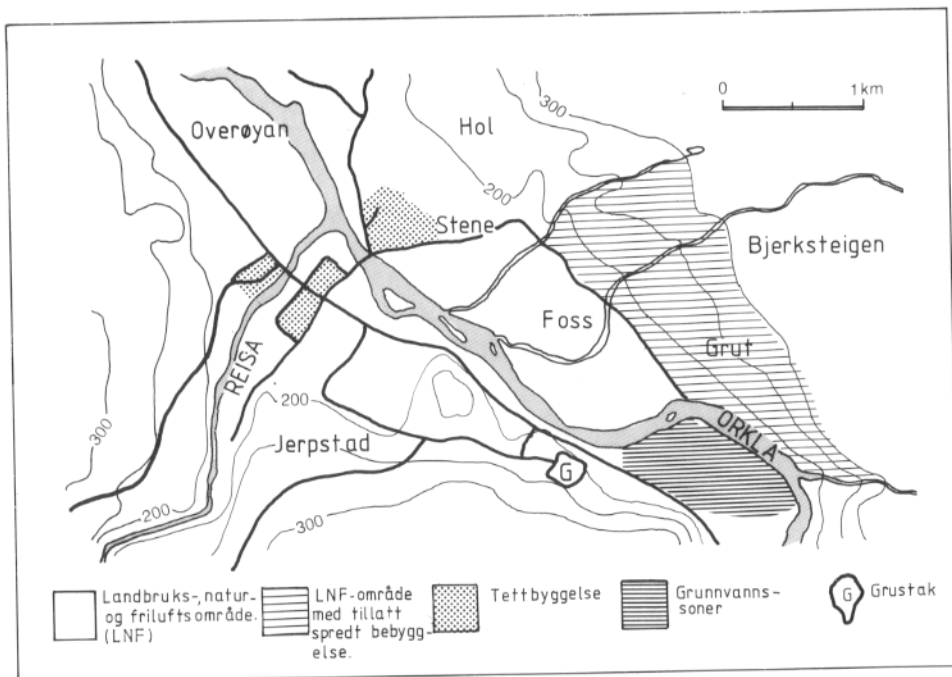 0 1 km
300
Hol
Overøyan
200
Stene
Bjerksteigen
Foss
Grut
REISA
200
ORKLA
300
Jerpstad
G
200
300
Landbruks-, natur-
og friluftsområde.
(LNF)
LNF-område
med tillatt
spredt bebygg-
else.
Tettbyggelse
Grunnvanns-
soner
G
Grustak